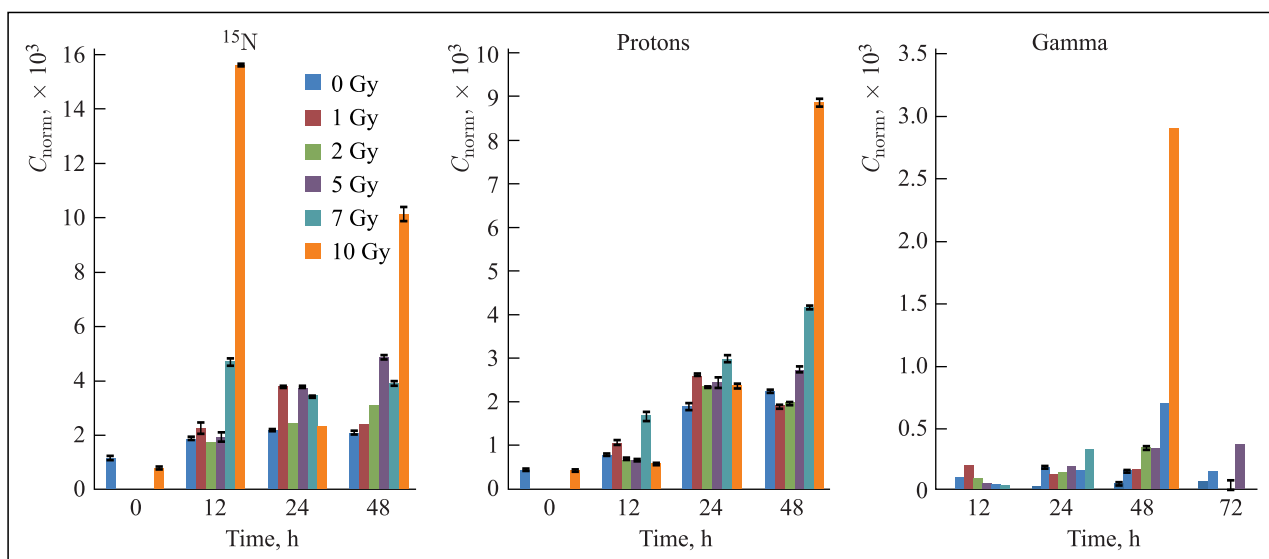 ¹⁵N
C_norm, × 10³
16
14
12
10
8
6
4
2
0
0 Gy
1 Gy
2 Gy
5 Gy
7 Gy
10 Gy
0 12 24 48
Time, h
Protons
C_norm, × 10³
10
9
8
7
6
5
4
3
2
1
0
0 12 24 48
Time, h
Gamma
C_norm, × 10³
3.5
3.0
2.5
2.0
1.5
1.0
0.5
0
12 24 48 72
Time, h